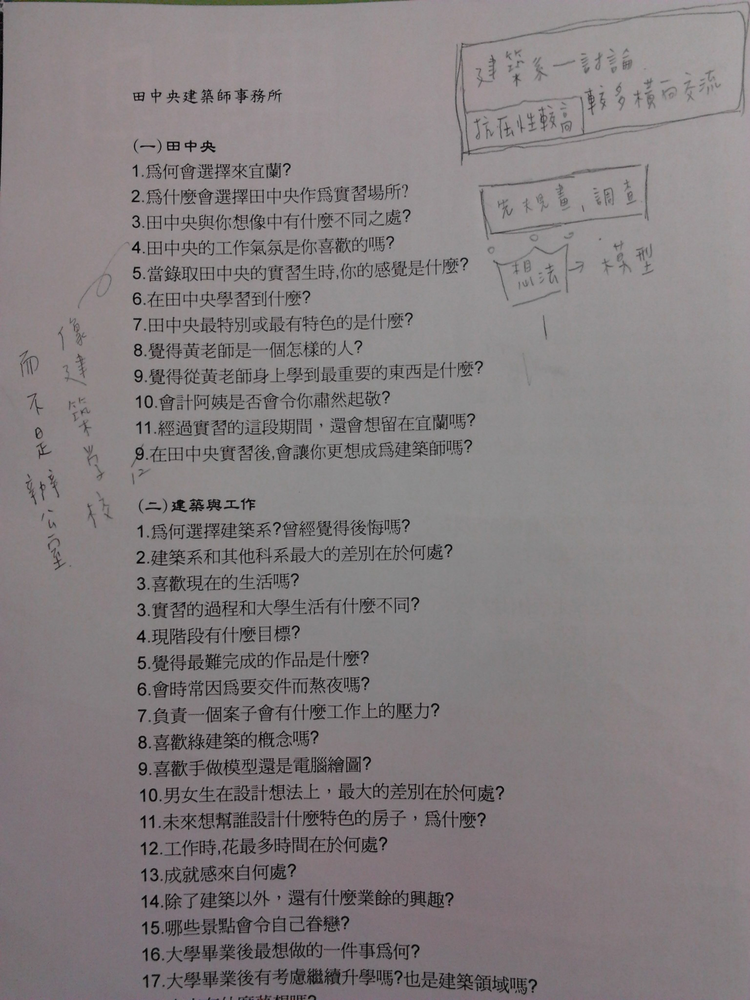 建築系一討論
較多橫向交流
抗压性較高
田中央建築師事務所
(一)田中央
1.爲何會選擇來宜蘭?
2.爲什麼會選擇田中央作爲實習場所?
3.田中央與你想像中有什麼不同之處?
4.田中央的工作氣氛是你喜歡的嗎?
5.當錄取田中央的實習生時,你的感覺是什麼?
6.在田中央學習到什麼?
7.田中央最特別或最有特色的是什麼?
8.覺得黃老師是一個怎樣的人?
9.覺得從黃老師身上學到最重要的東西是什麼?
10.會計阿姨是否會令你肅然起敬?
11.經過實習的這段期間，還會想留在宜蘭嗎?
9.在田中央實習後,會讓你更想成爲建築師嗎?
12
先規畫,調查
想法→模型
像建築学校
而不是辦公室.
(二)建築與工作
1.爲何選擇建築系?曾經覺得後悔嗎?
2.建築系和其他科系最大的差別在於何處?
3.喜歡現在的生活嗎?
3.實習的過程和大學生活有什麼不同?
4.現階段有什麼目標?
5.覺得最難完成的作品是什麼?
6.會時常因爲要交件而熬夜嗎?
7.負責一個案子會有什麼工作上的壓力?
8.喜歡綠建築的概念嗎?
9.喜歡手做模型還是電腦繪圖?
10.男女生在設計想法上，最大的差別在於何處?
11.未來想幫誰設計什麼特色的房子，爲什麼?
12.工作時,花最多時間在於何處?
13.成就感來自何處?
14.除了建築以外，還有什麼業餘的興趣?
15.哪些景點會令自己眷戀?
16.大學畢業後最想做的一件事爲何?
17.大學畢業後有考慮繼續升學嗎?也是建築領域嗎?